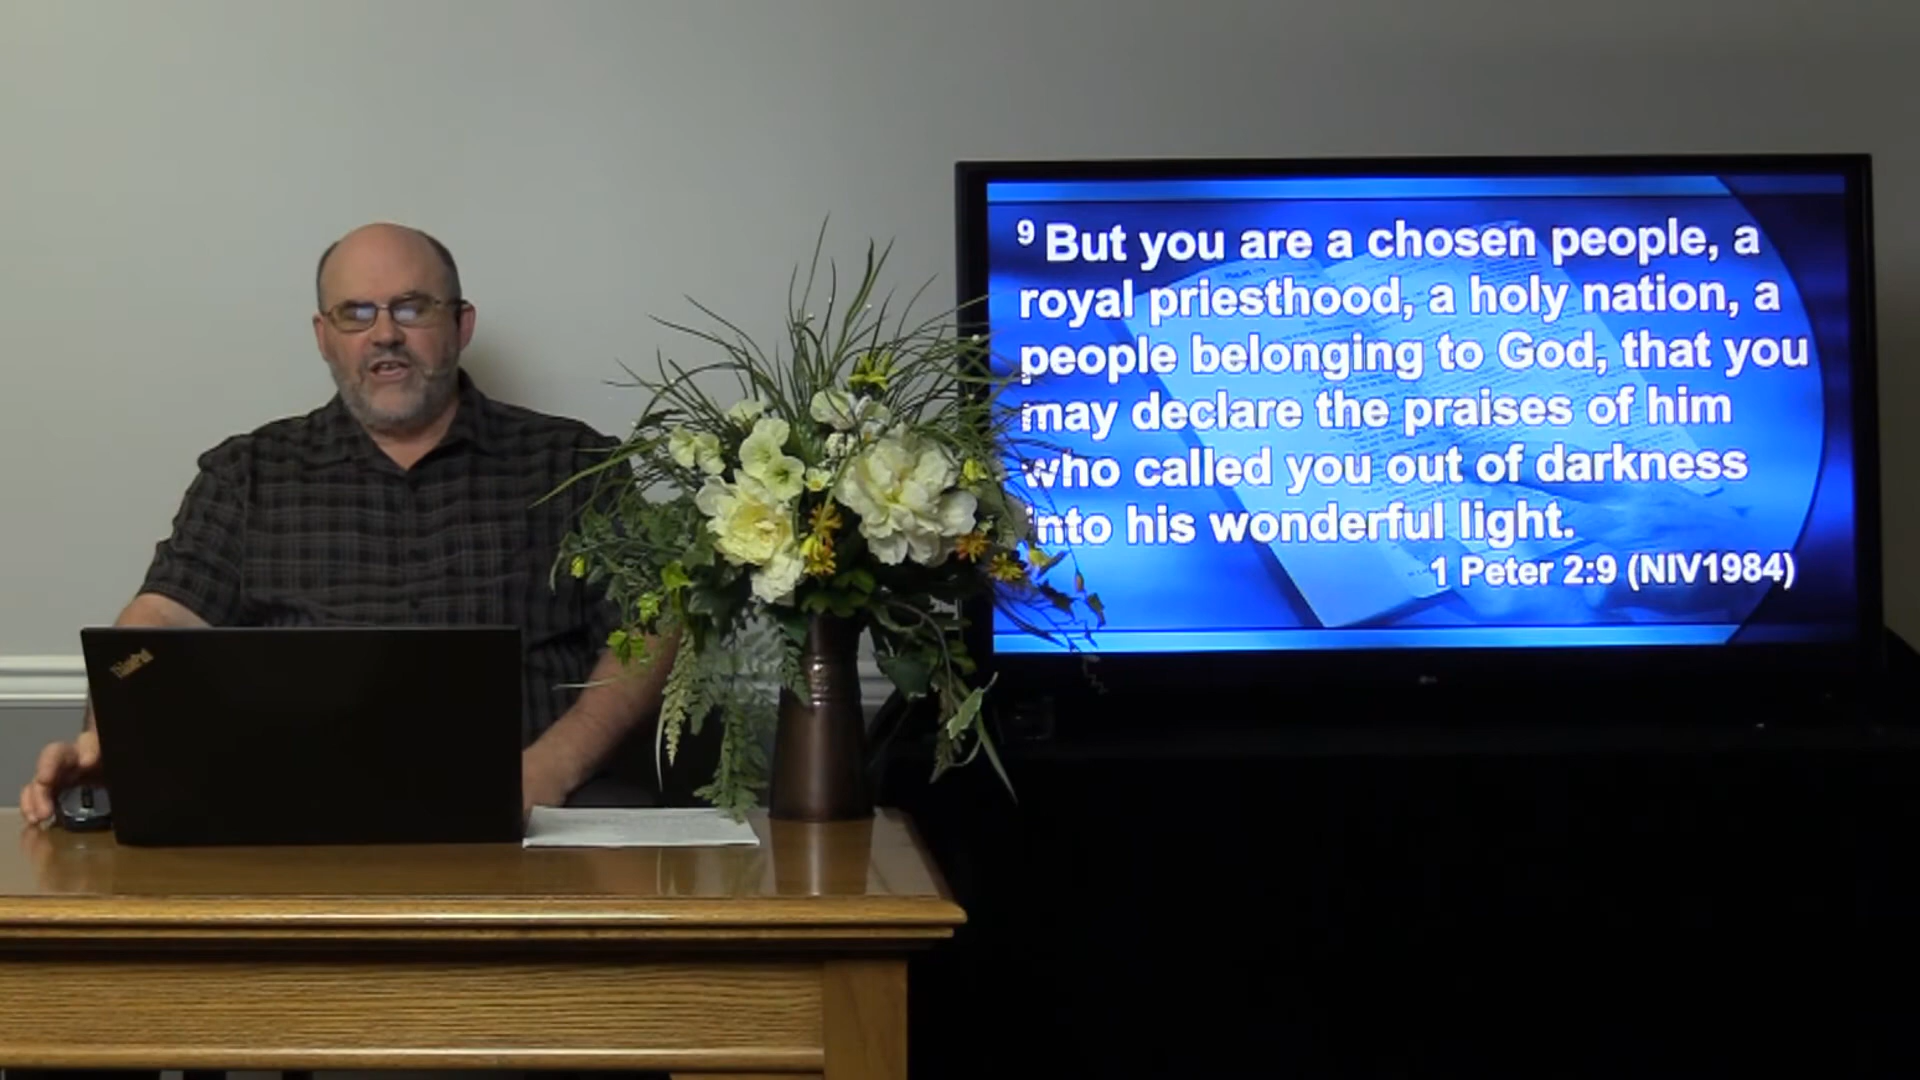 ⁹ But you are a chosen people, a
royal priesthood, a holy nation, a
people belonging to God, that you
may declare the praises of him
who called you out of darkness
into his wonderful light.
1 Peter 2:9 (NIV1984)
ThinkPad